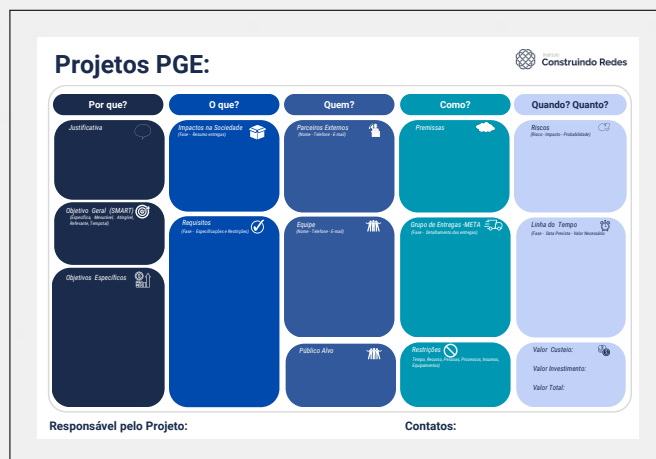 Projetos PGE:
Instituto
Construindo Redes
Por que?
Justificativa
Objetivo Geral (SMART)
(Específica, Mensurável, Atingível,
Relevante, Temporal)
Objetivos Específicos
O que?
Impactos na Sociedade
(Fase - Resumo entregas)
Requisitos
(Fase - Especificações e Restrições)
Quem?
Parceiros Externos
(Nome - Telefone - E-mail)
Equipe
(Nome - Telefone - E-mail)
Público Alvo
Como?
Premissas
Grupo de Entregas -META
(Fase - Detalhamento das entregas)
Restrições
Tempo, Recurso, Pessoas, Processos, Insumos,
Equipamentos)
Quando? Quanto?
Riscos
(Risco - Impacto - Probabilidade)
Linha do Tempo
(Fase - Data Prevista - Valor Necessário
Valor Custeio:
Valor Investimento:
Valor Total:
Responsável pelo Projeto:
Contatos: